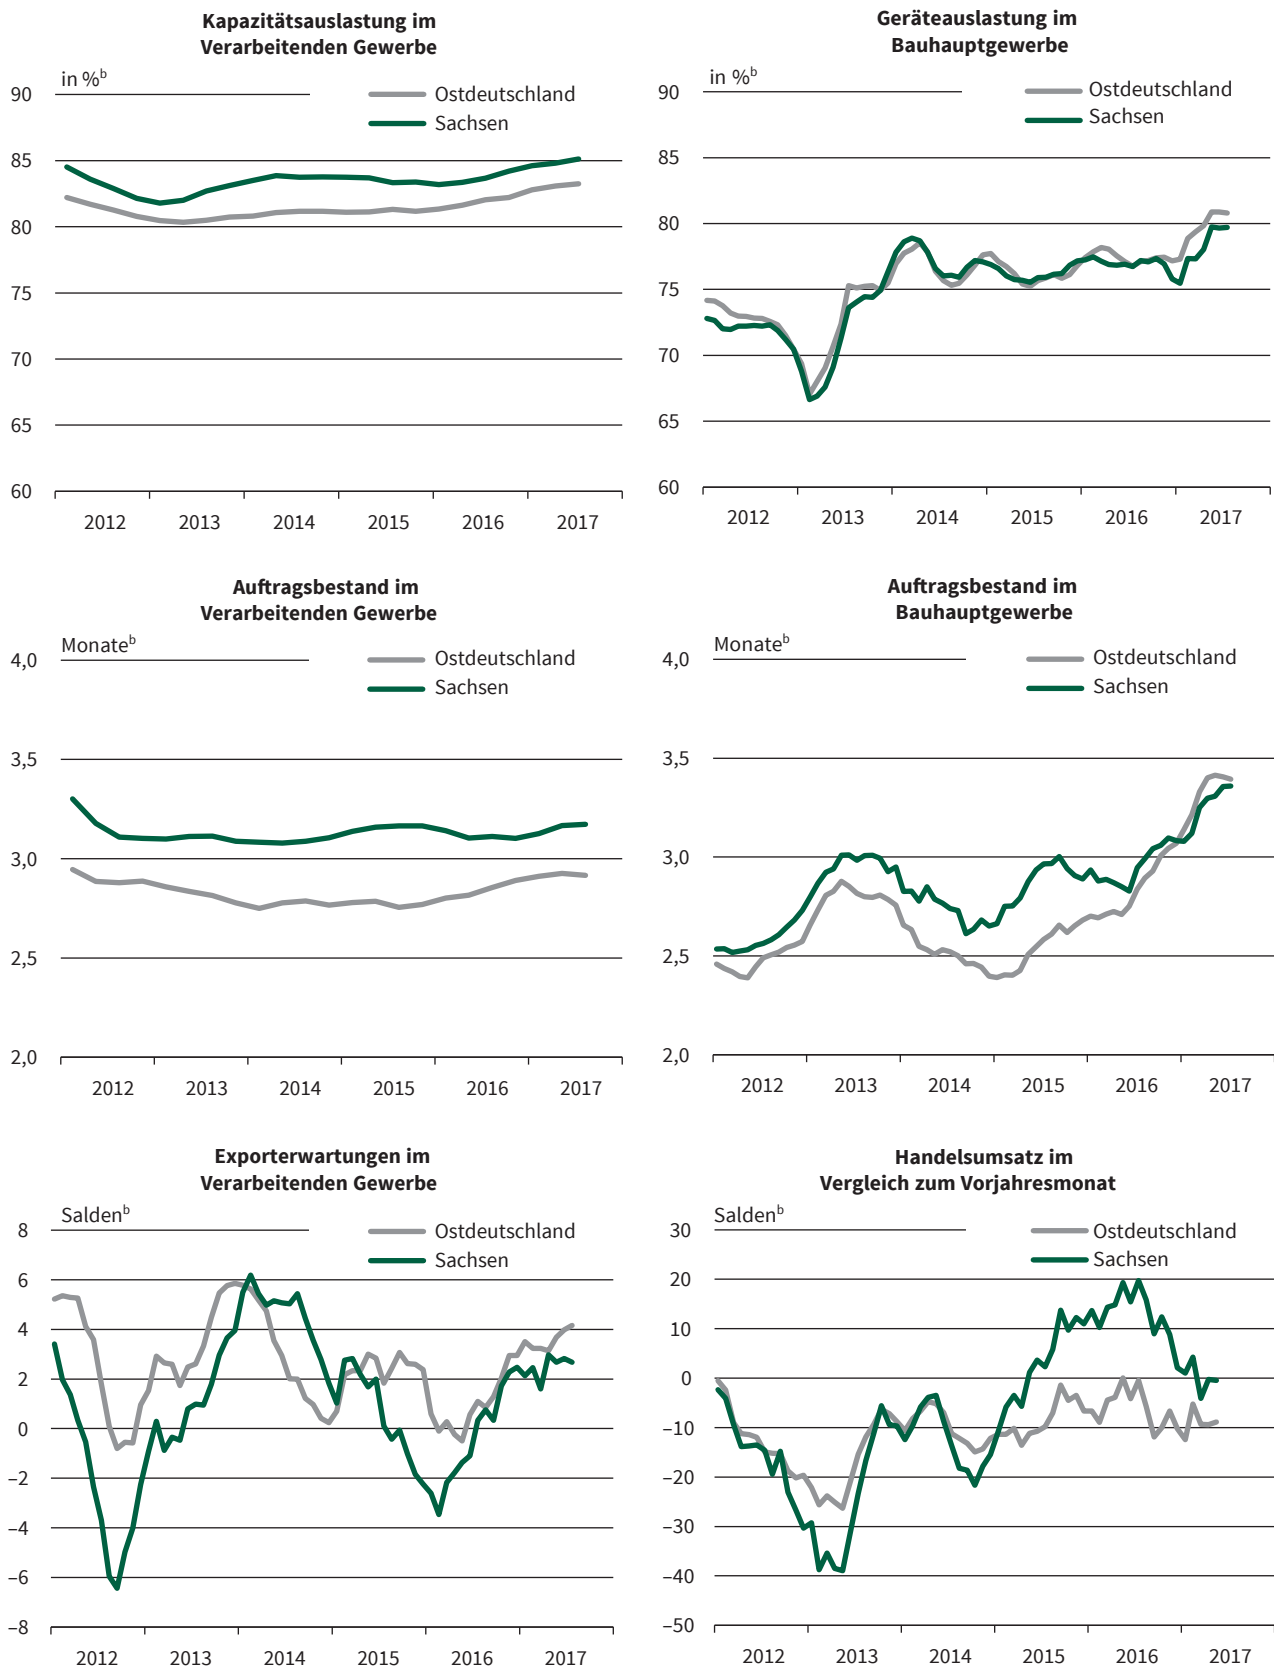 Kapazitätsauslastung im
Verarbeitenden Gewerbe
in %b
Ostdeutschland
Sachsen
90
85
80
75
70
65
60
2012 2013 2014 2015 2016 2017
Geräteauslastung im
Bauhauptgewerbe
in %b
Ostdeutschland
Sachsen
90
85
80
75
70
65
60
2012 2013 2014 2015 2016 2017
Auftragsbestand im
Verarbeitenden Gewerbe
Monateb
Ostdeutschland
Sachsen
4,0
3,5
3,0
2,5
2,0
2012 2013 2014 2015 2016 2017
Auftragsbestand im
Bauhauptgewerbe
Monateb
Ostdeutschland
Sachsen
4,0
3,5
3,0
2,5
2,0
2012 2013 2014 2015 2016 2017
Exporterwartungen im
Verarbeitenden Gewerbe
Saldenb
Ostdeutschland
Sachsen
8
6
4
2
0
–2
–4
–6
–8
2012 2013 2014 2015 2016 2017
Handelsumsatz im
Vergleich zum Vorjahresmonat
Saldenb
Ostdeutschland
Sachsen
30
20
10
0
–10
–20
–30
–40
–50
2012 2013 2014 2015 2016 2017